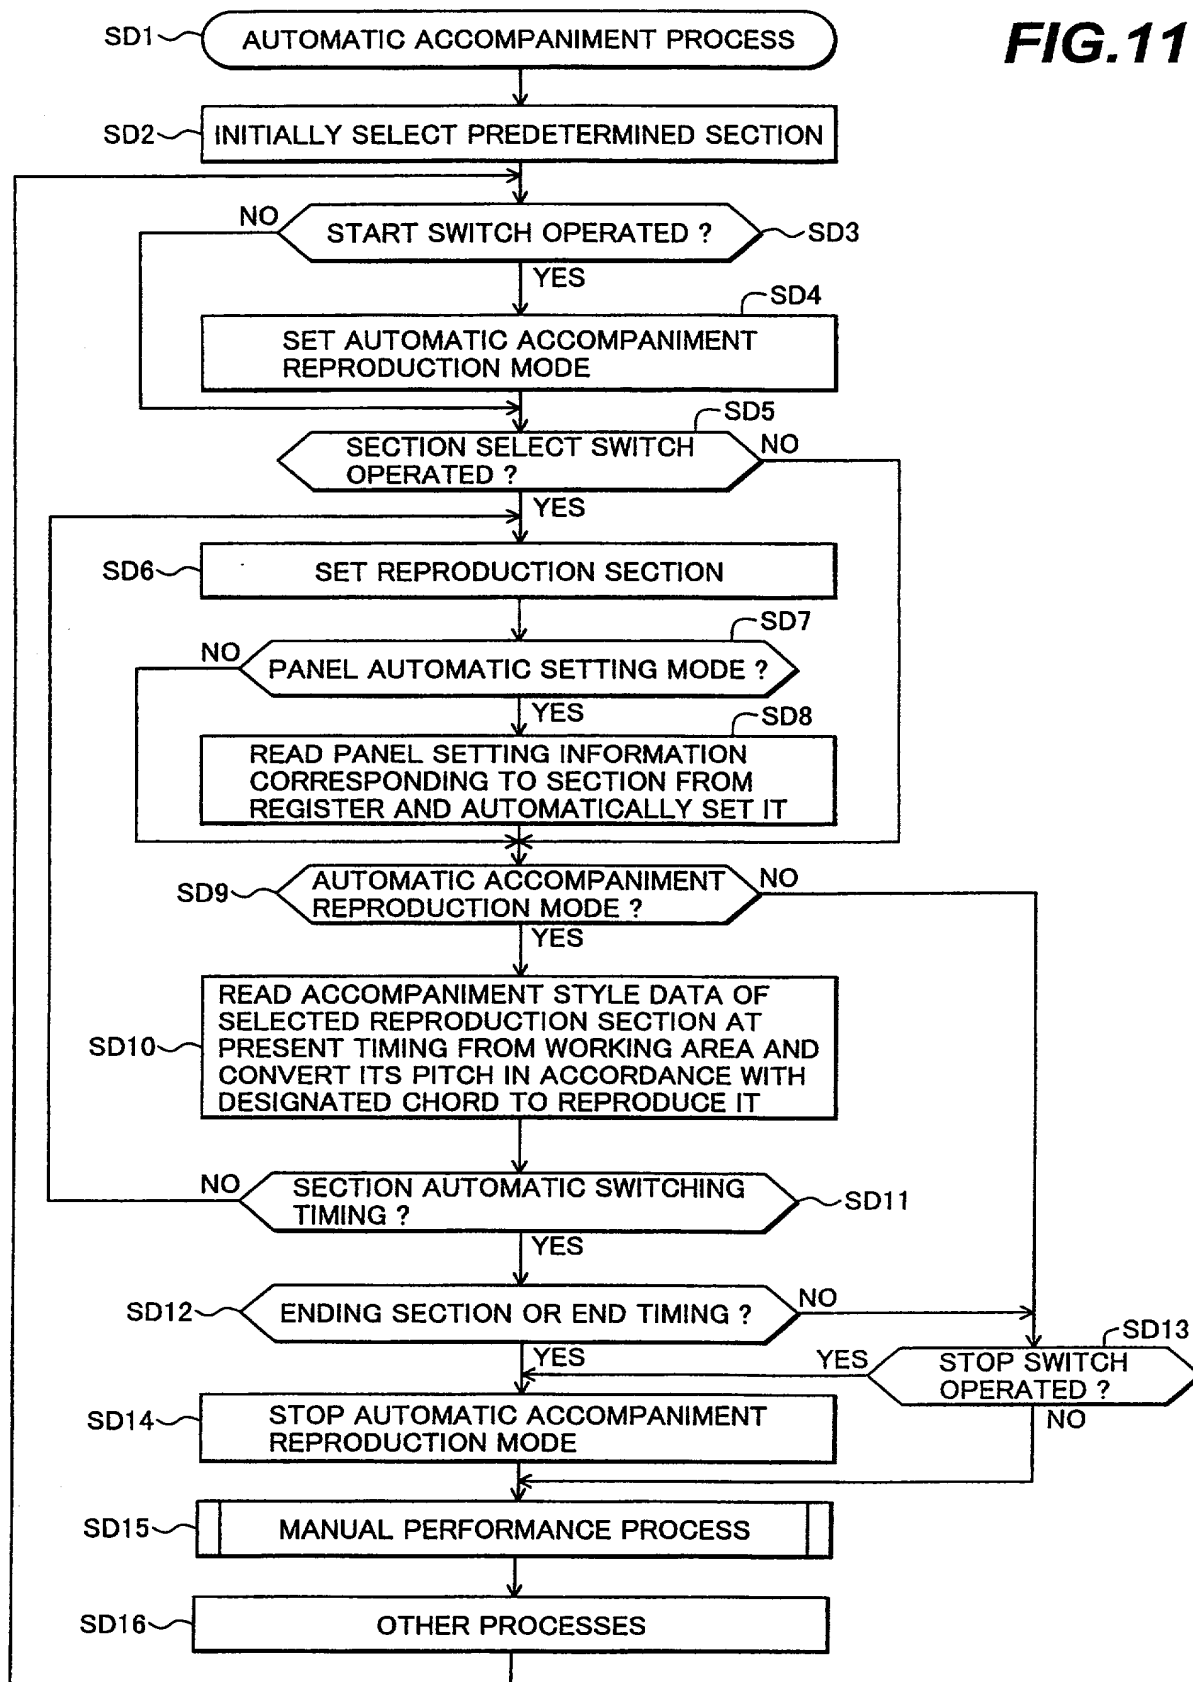 FIG.11
SD1
AUTOMATIC ACCOMPANIMENT PROCESS
SD2
INITIALLY SELECT PREDETERMINED SECTION
NO
START SWITCH OPERATED ?
SD3
YES
SD4
SET AUTOMATIC ACCOMPANIMENT
REPRODUCTION MODE
SD5
SECTION SELECT SWITCH
OPERATED ?
NO
YES
SD6
SET REPRODUCTION SECTION
SD7
NO
PANEL AUTOMATIC SETTING MODE ?
YES
SD8
READ PANEL SETTING INFORMATION
CORRESPONDING TO SECTION FROM
REGISTER AND AUTOMATICALLY SET IT
SD9
AUTOMATIC ACCOMPANIMENT
REPRODUCTION MODE ?
NO
YES
SD10
READ ACCOMPANIMENT STYLE DATA OF
SELECTED REPRODUCTION SECTION AT
PRESENT TIMING FROM WORKING AREA AND
CONVERT ITS PITCH IN ACCORDANCE WITH
DESIGNATED CHORD TO REPRODUCE IT
NO
SECTION AUTOMATIC SWITCHING
TIMING ?
SD11
YES
SD12
ENDING SECTION OR END TIMING ?
NO
SD13
YES
YES
STOP SWITCH
OPERATED ?
NO
SD14
STOP AUTOMATIC ACCOMPANIMENT
REPRODUCTION MODE
SD15
MANUAL PERFORMANCE PROCESS
SD16
OTHER PROCESSES